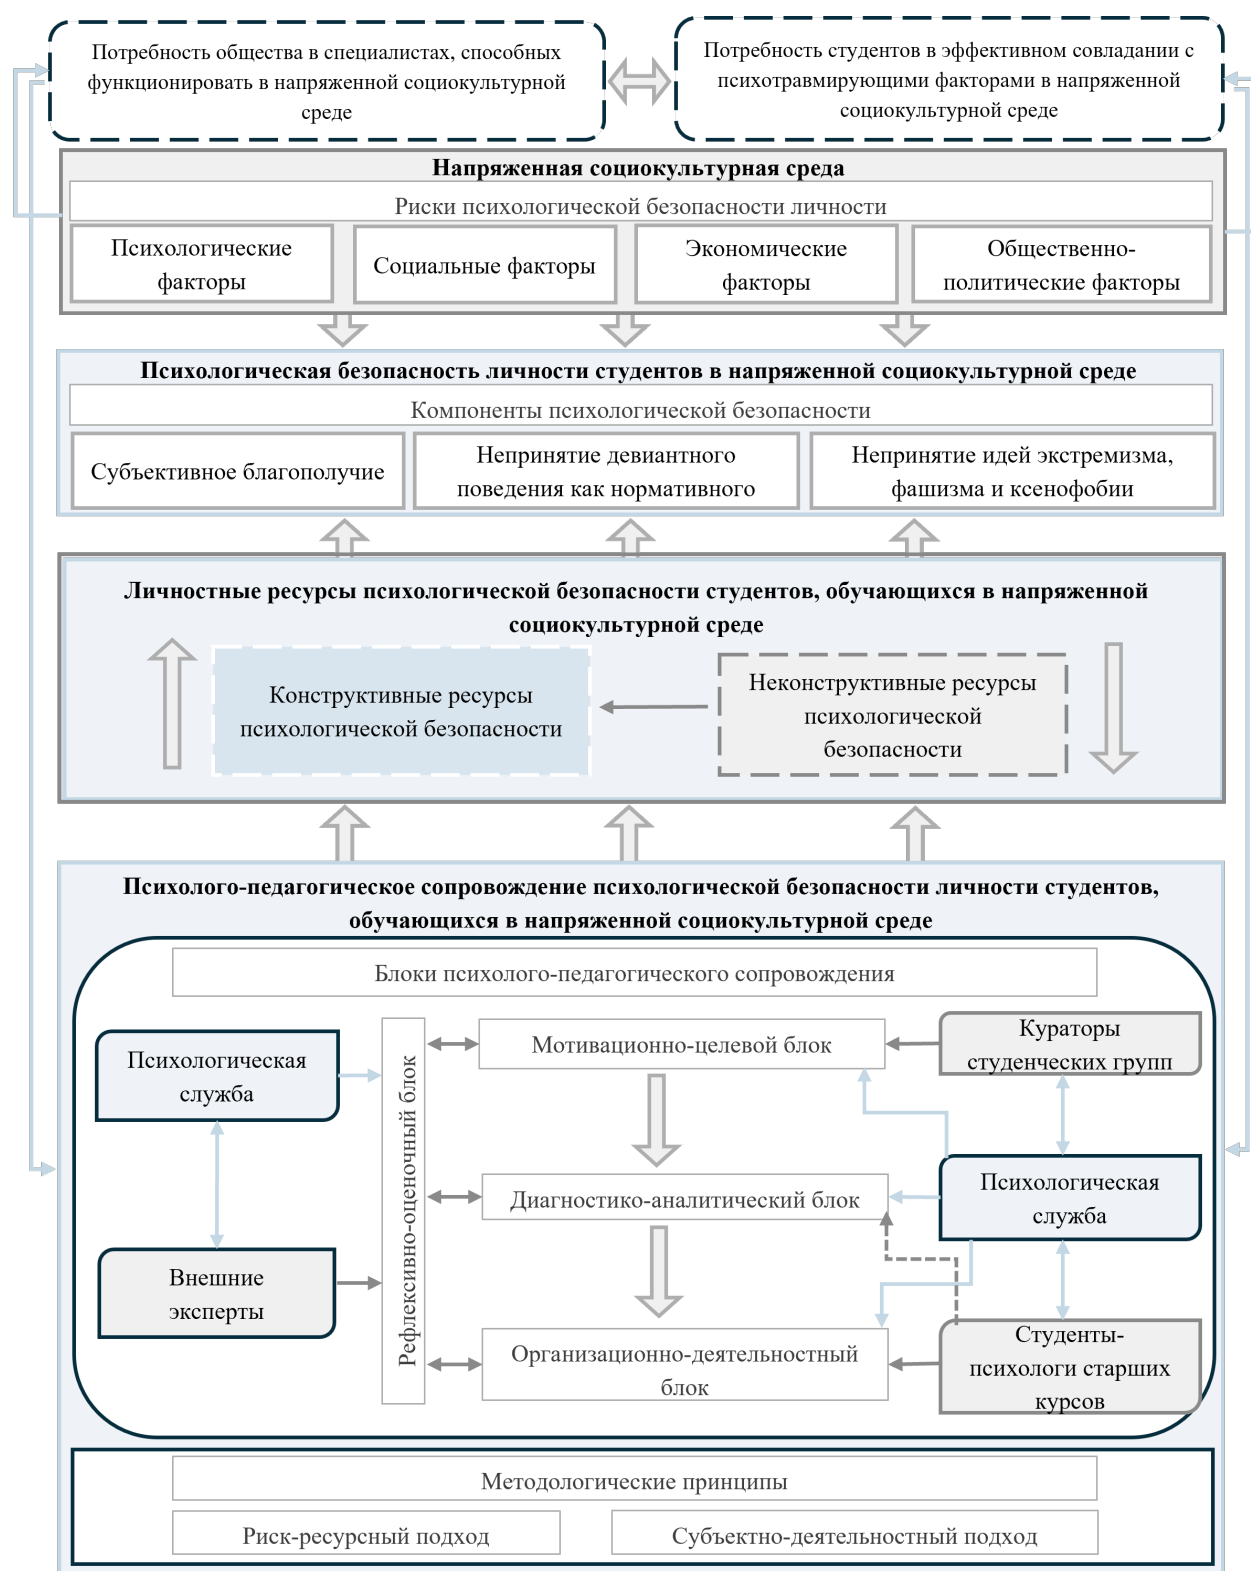 Потребность общества в специалистах, способных
функционировать в напряженной социокультурной
среде
Потребность студентов в эффективном совладании с
психотравмирующими факторами в напряженной
социокультурной среде
Напряженная социокультурная среда
Риски психологической безопасности личности
Психологические
факторы
Социальные факторы
Экономические
факторы
Общественно-
политические факторы
Психологическая безопасность личности студентов в напряженной социокультурной среде
Компоненты психологической безопасности
Субъективное благополучие
Непринятие девиантного
поведения как нормативного
Непринятие идей экстремизма,
фашизма и ксенофобии
Личностные ресурсы психологической безопасности студентов, обучающихся в напряженной
социокультурной среде
Конструктивные ресурсы
психологической безопасности
Неконструктивные ресурсы
психологической
безопасности
Психолого-педагогическое сопровождение психологической безопасности личности студентов,
обучающихся в напряженной социокультурной среде
Блоки психолого-педагогического сопровождения
Психологическая
служба
Внешние
эксперты
Рефлексивно-оценочный блок
Мотивационно-целевой блок
Диагностико-аналитический блок
Организационно-деятельностный
блок
Кураторы
студенческих групп
Психологическая
служба
Студенты-
психологи старших
курсов
Методологические принципы
Риск-ресурсный подход
Субъектно-деятельностный подход